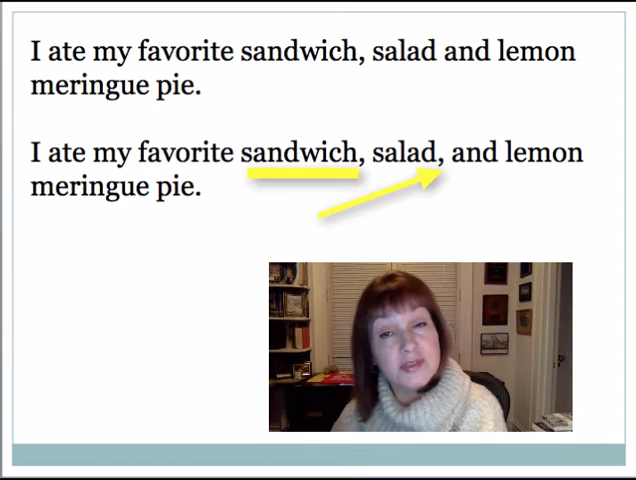 I ate my favorite sandwich, salad and lemon
meringue pie.
I ate my favorite sandwich, salad, and lemon
meringue pie.